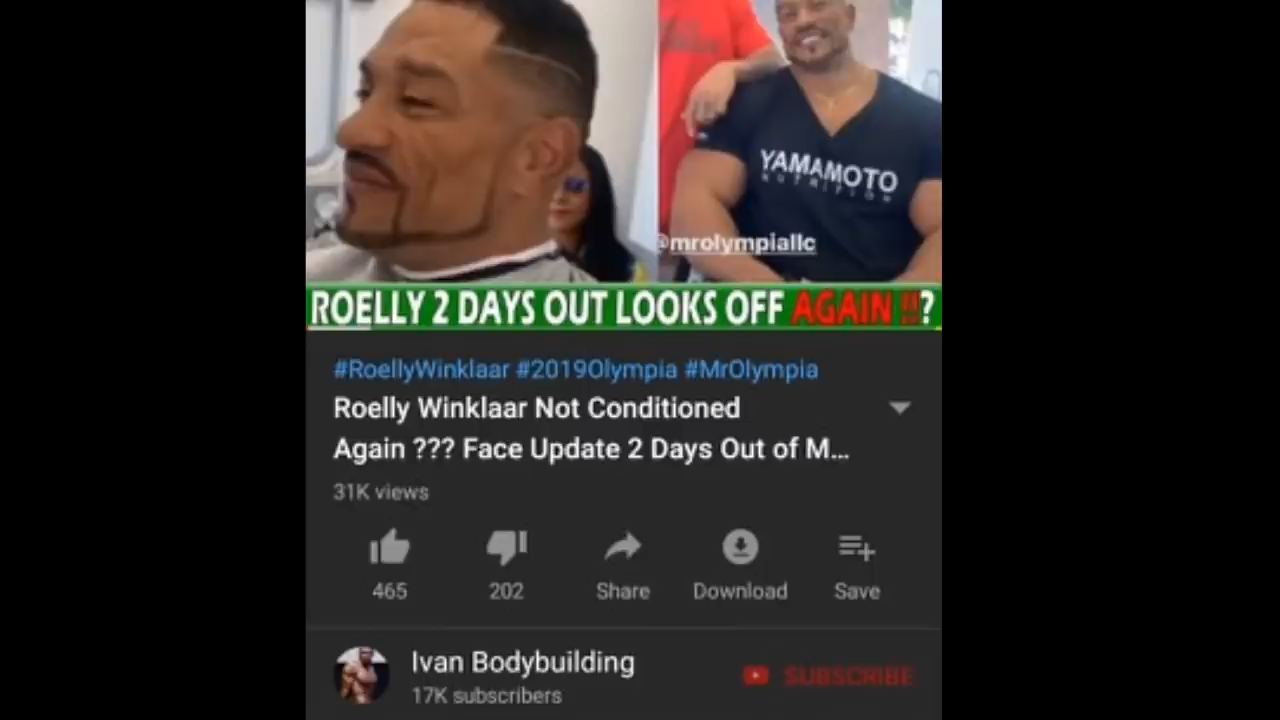 YAMAMOTO
NUTRITION
@mrolympiallc
ROELLY 2 DAYS OUT LOOKS OFF AGAIN !!?
#RoellyWinklaar #2019Olympia #MrOlympia
Roelly Winklaar Not Conditioned
Again ??? Face Update 2 Days Out of M...
31K views
465
202
Share
Download
Save
Ivan Bodybuilding
17K subscribers
SUBSCRIBE